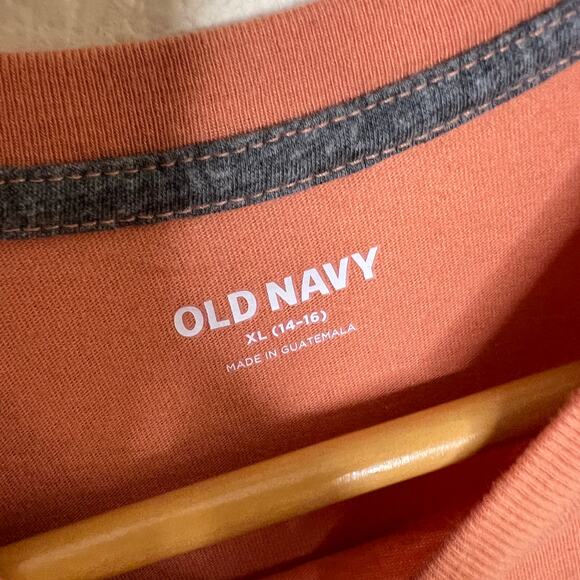 OLD NAVY
XL (14-16)
MADE IN GUATEMALA